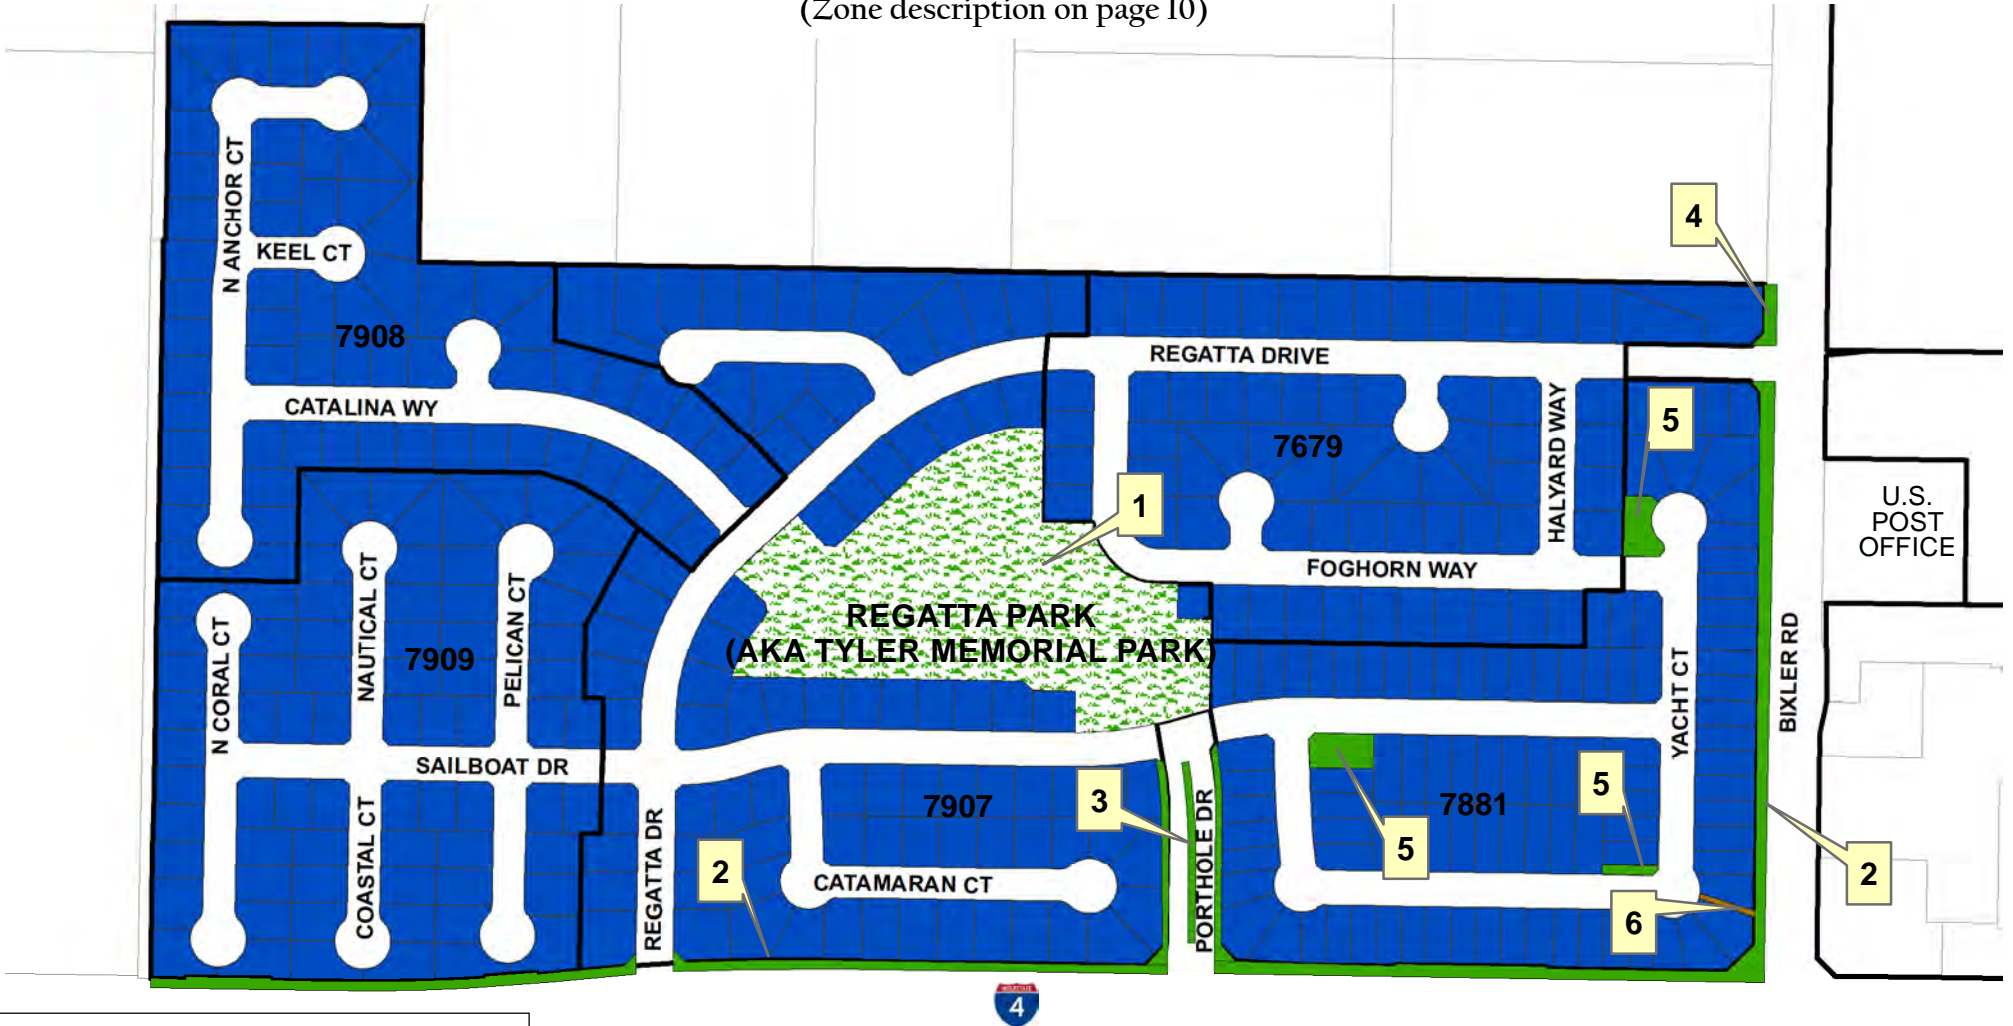 (Zone description on page 10)
N ANCHOR CT
KEEL CT
7908
CATALINA WY
4
REGATTA DRIVE
HALYARD WAY
5
7679
1
U.S.
POST
OFFICE
FOGHORN WAY
REGATTA PARK
(AKA TYLER MEMORIAL PARK)
N CORAL CT
NAUTICAL CT
7909
PELICAN CT
YACHT CT
BIXLER RD
SAILBOAT DR
COASTAL CT
REGATTA DR
2
7907
CATAMARAN CT
3
PORTHOLE DR
5
7881
5
2
6
4